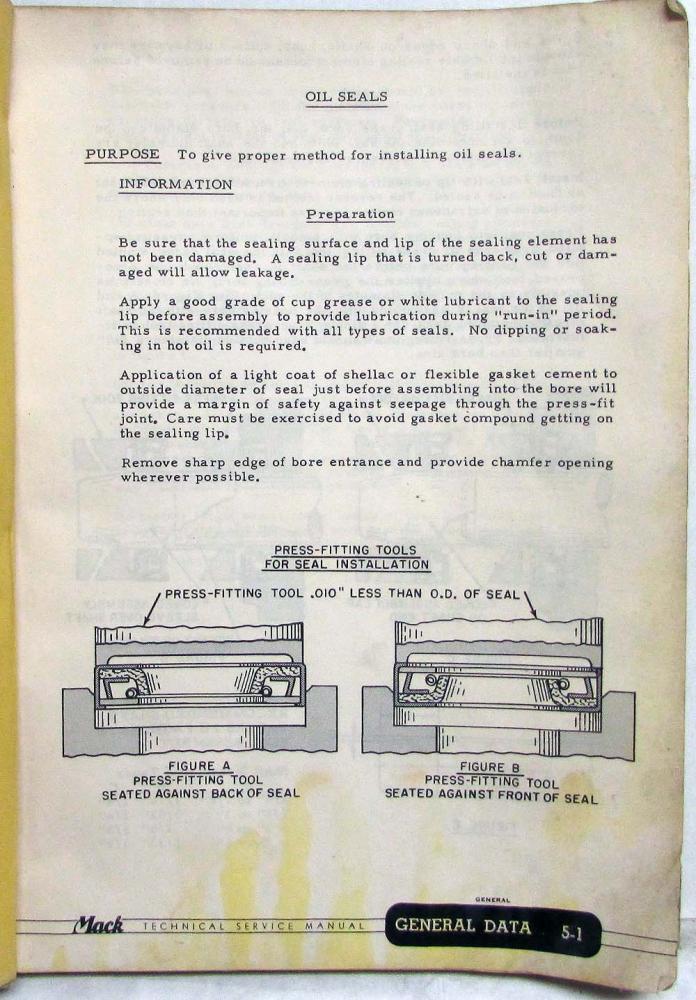 OIL SEALS
PURPOSE To give proper method for installing oil seals.
INFORMATION
Preparation
Be sure that the sealing surface and lip of the sealing element has
not been damaged. A sealing lip that is turned back, cut or dam-
aged will allow leakage.
Apply a good grade of cup grease or white lubricant to the sealing
lip before assembly to provide lubrication during "run-in" period.
This is recommended with all types of seals. No dipping or soak-
ing in hot oil is required.
Application of a light coat of shellac or flexible gasket cement to
outside diameter of seal just before assembling into the bore will
provide a margin of safety against seepage through the press-fit
joint. Care must be exercised to avoid gasket compound getting on
the sealing lip.
Remove sharp edge of bore entrance and provide chamfer opening
wherever possible.
PRESS-FITTING TOOLS
FOR SEAL INSTALLATION
PRESS-FITTING TOOL .010" LESS THAN O.D. OF SEAL
FIGURE A
PRESS-FITTING TOOL
SEATED AGAINST BACK OF SEAL
FIGURE B
PRESS-FITTING TOOL
SEATED AGAINST FRONT OF SEAL
GENERAL
Mack TECHNICAL SERVICE MANUAL GENERAL DATA 5-1